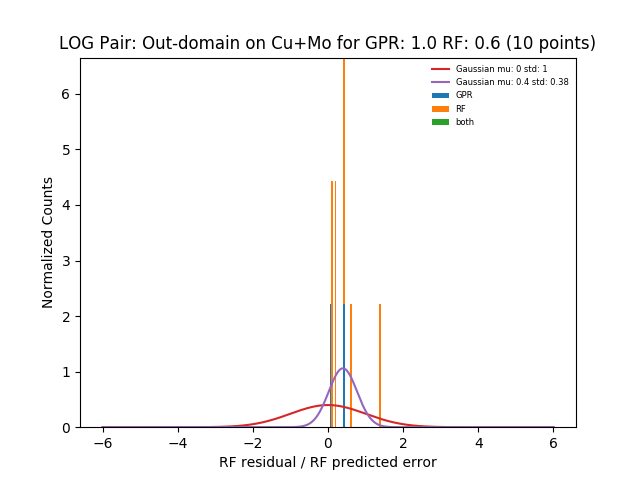 LOG Pair: Out-domain on Cu+Mo for GPR: 1.0 RF: 0.6 (10 points)
Gaussian mu: 0 std: 1
Gaussian mu: 0.4 std: 0.38
GPR
RF
both
Normalized Counts
6
5
4
3
2
1
0
−6 −4 −2 0 2 4 6
RF residual / RF predicted error